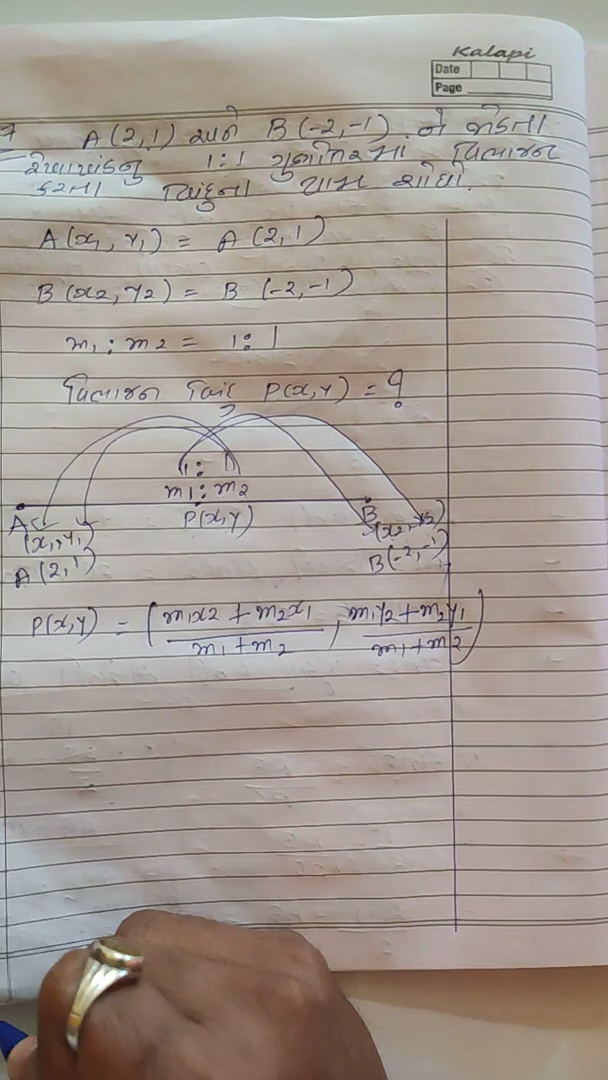 Kalapi
Date
Page
7 A(2,1) અને B(-2,-1) ને જોડતા
રેખાખંડનું 1:1 ગુણોત્તરમાં વિભાજન
કરતા બિંદુના યામ શોધો.
A(x1, Y1) = A(2,1)
B(x2, Y2) = B(-2,-1)
m1 : m2 = 1:1
વિભાજન P(x,Y) = ?
1 : 1
m1 : m2
A P(x,y) B
(x1, Y1) (x2, Y2)
A(2,1) B(-2,-1)
P(x,y) = ( m1x2 + m2x1 / m1 + m2 , m1Y2 + m2Y1 / m1 + m2 )